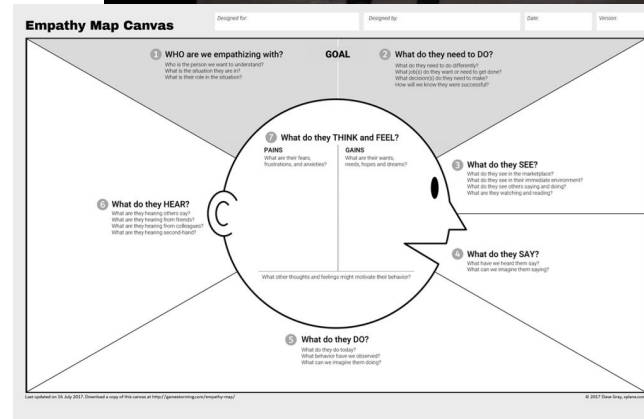 Empathy Map Canvas
Designed for:
Designed by:
Date:
Version:
1 WHO are we empathizing with?
Who is the person we want to understand?
What is the situation they are in?
What is their role in the situation?
GOAL
2 What do they need to DO?
What do they need to do differently?
What job(s) do they want or need to get done?
What decision(s) do they need to make?
How will we know they were successful?
3 What do they SEE?
What do they see in the marketplace?
What do they see in their immediate environment?
What do they see others saying and doing?
What are they watching and reading?
4 What do they SAY?
What have we heard them say?
What can we imagine them saying?
5 What do they DO?
What do they do today?
What behavior have we observed?
What can we imagine them doing?
6 What do they HEAR?
What are they hearing others say?
What are they hearing from friends?
What are they hearing from colleagues?
What are they hearing second-hand?
7 What do they THINK and FEEL?
PAINS
What are their fears,
frustrations, and anxieties?
GAINS
What are their wants,
needs, hopes and dreams?
What other thoughts and feelings might motivate their behavior?
Last updated on 16 July 2017. Download a copy of this canvas at http://gamestorming.com/empathy-map/
© 2017 Dave Gray, xplane.com